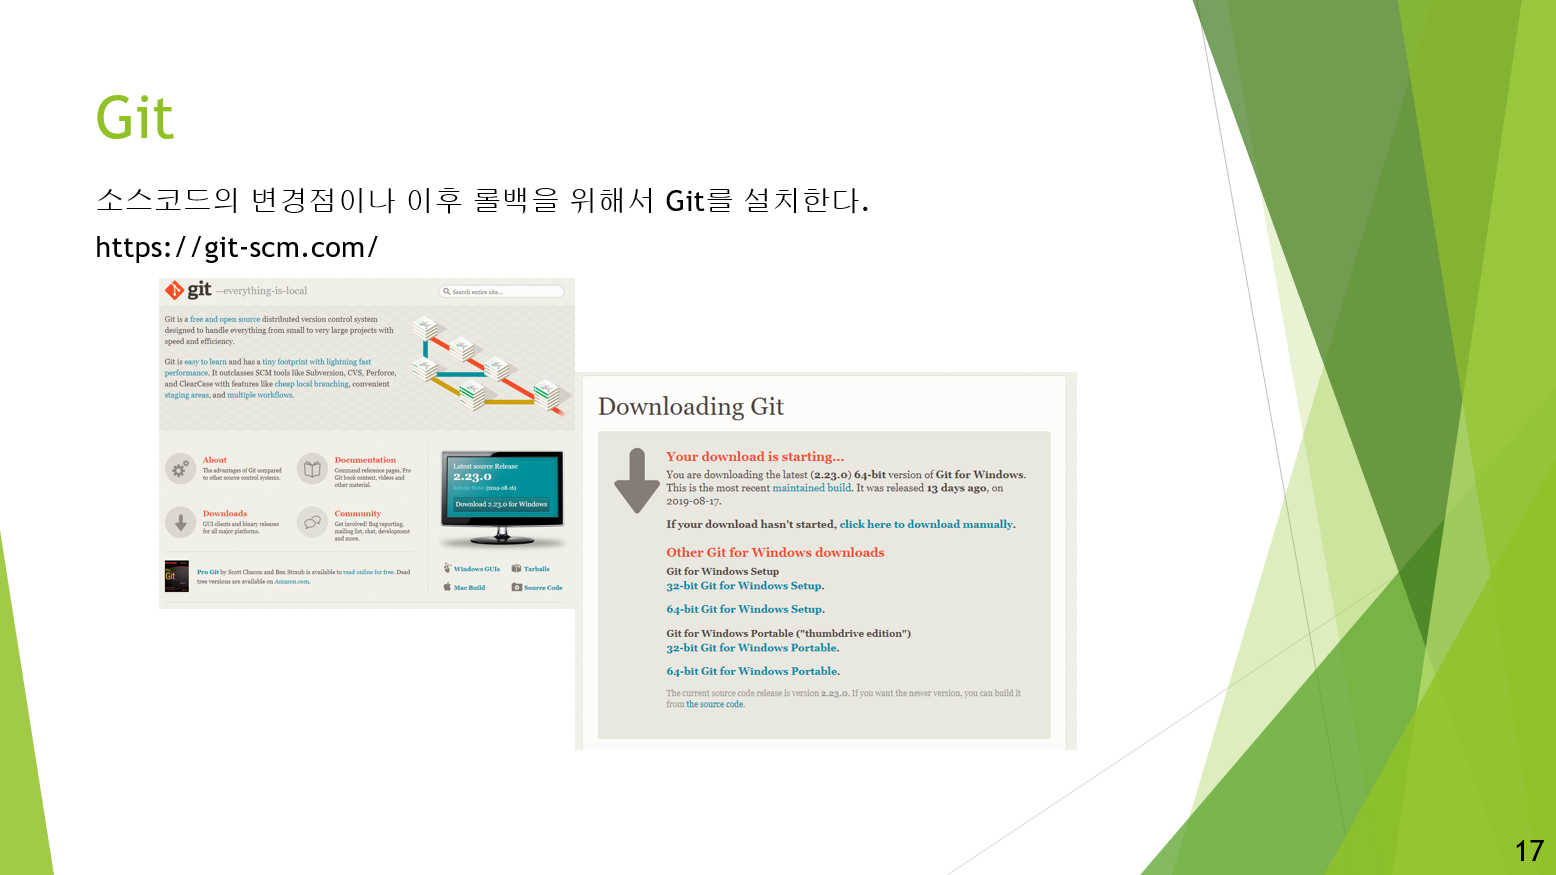 Git
소스코드의 변경점이나 이후 롤백을 위해서 Git를 설치한다.
https://git-scm.com/
git --everything-is-local
Search entire site...
Git is a free and open source distributed version control system
designed to handle everything from small to very large projects with
speed and efficiency.
Git is easy to learn and has a tiny footprint with lightning fast
performance. It outclasses SCM tools like Subversion, CVS, Perforce,
and ClearCase with features like cheap local branching, convenient
staging areas, and multiple workflows.
About
The advantages of Git compared
to other source control systems.
Documentation
Command reference pages, Pro
Git book content, videos and
other material.
Downloads
GUI clients and binary releases
for all major platforms.
Community
Get involved! Bug reporting,
mailing list, chat, development
and more.
Latest source Release
2.23.0
Release Notes (2019-08-16)
Download 2.23.0 for Windows
Pro Git by Scott Chacon and Ben Straub is available to read online for free. Dead
tree versions are available on Amazon.com.
Windows GUIs
Tarballs
Mac Build
Source Code
Downloading Git
Your download is starting...
You are downloading the latest (2.23.0) 64-bit version of Git for Windows.
This is the most recent maintained build. It was released 13 days ago, on
2019-08-17.
If your download hasn't started, click here to download manually.
Other Git for Windows downloads
Git for Windows Setup
32-bit Git for Windows Setup.
64-bit Git for Windows Setup.
Git for Windows Portable ("thumbdrive edition")
32-bit Git for Windows Portable.
64-bit Git for Windows Portable.
The current source code release is version 2.23.0. If you want the newer version, you can build it
from the source code.
17